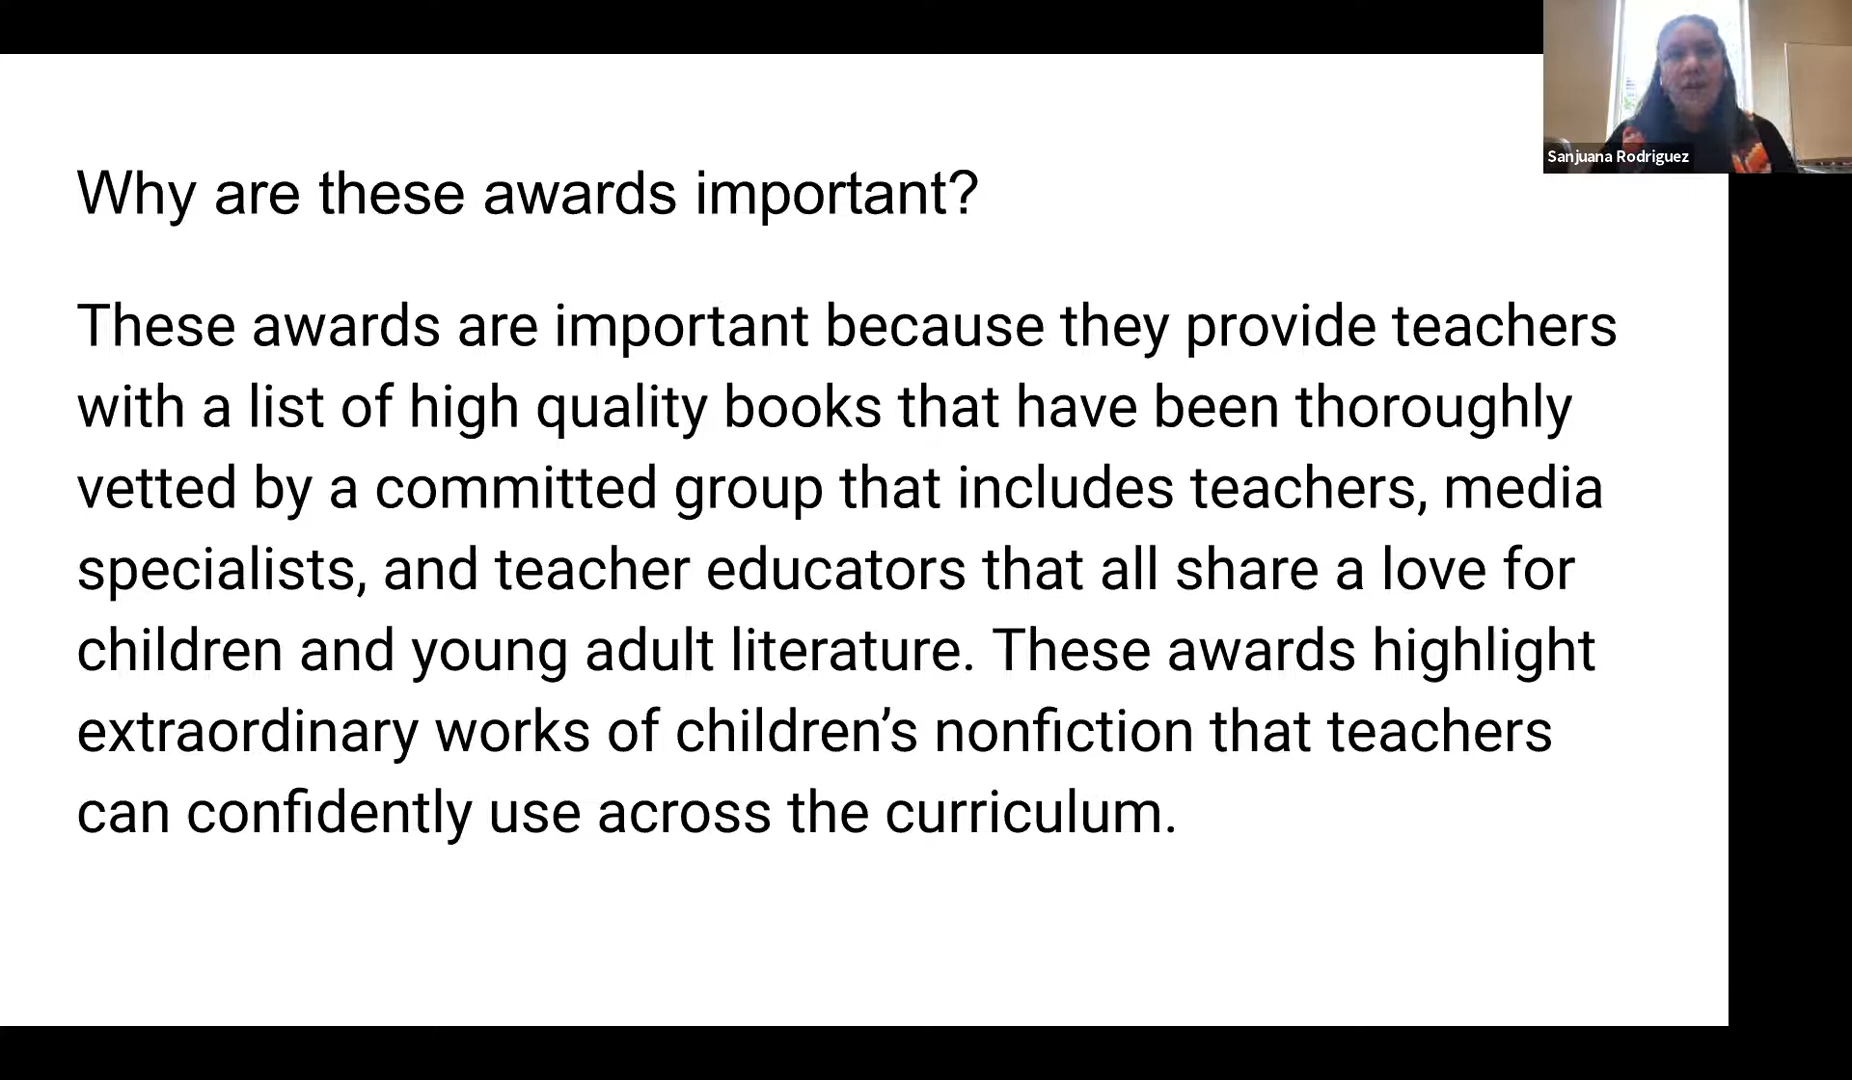 Sanjuana Rodriguez
Why are these awards important?
These awards are important because they provide teachers
with a list of high quality books that have been thoroughly
vetted by a committed group that includes teachers, media
specialists, and teacher educators that all share a love for
children and young adult literature. These awards highlight
extraordinary works of children’s nonfiction that teachers
can confidently use across the curriculum.